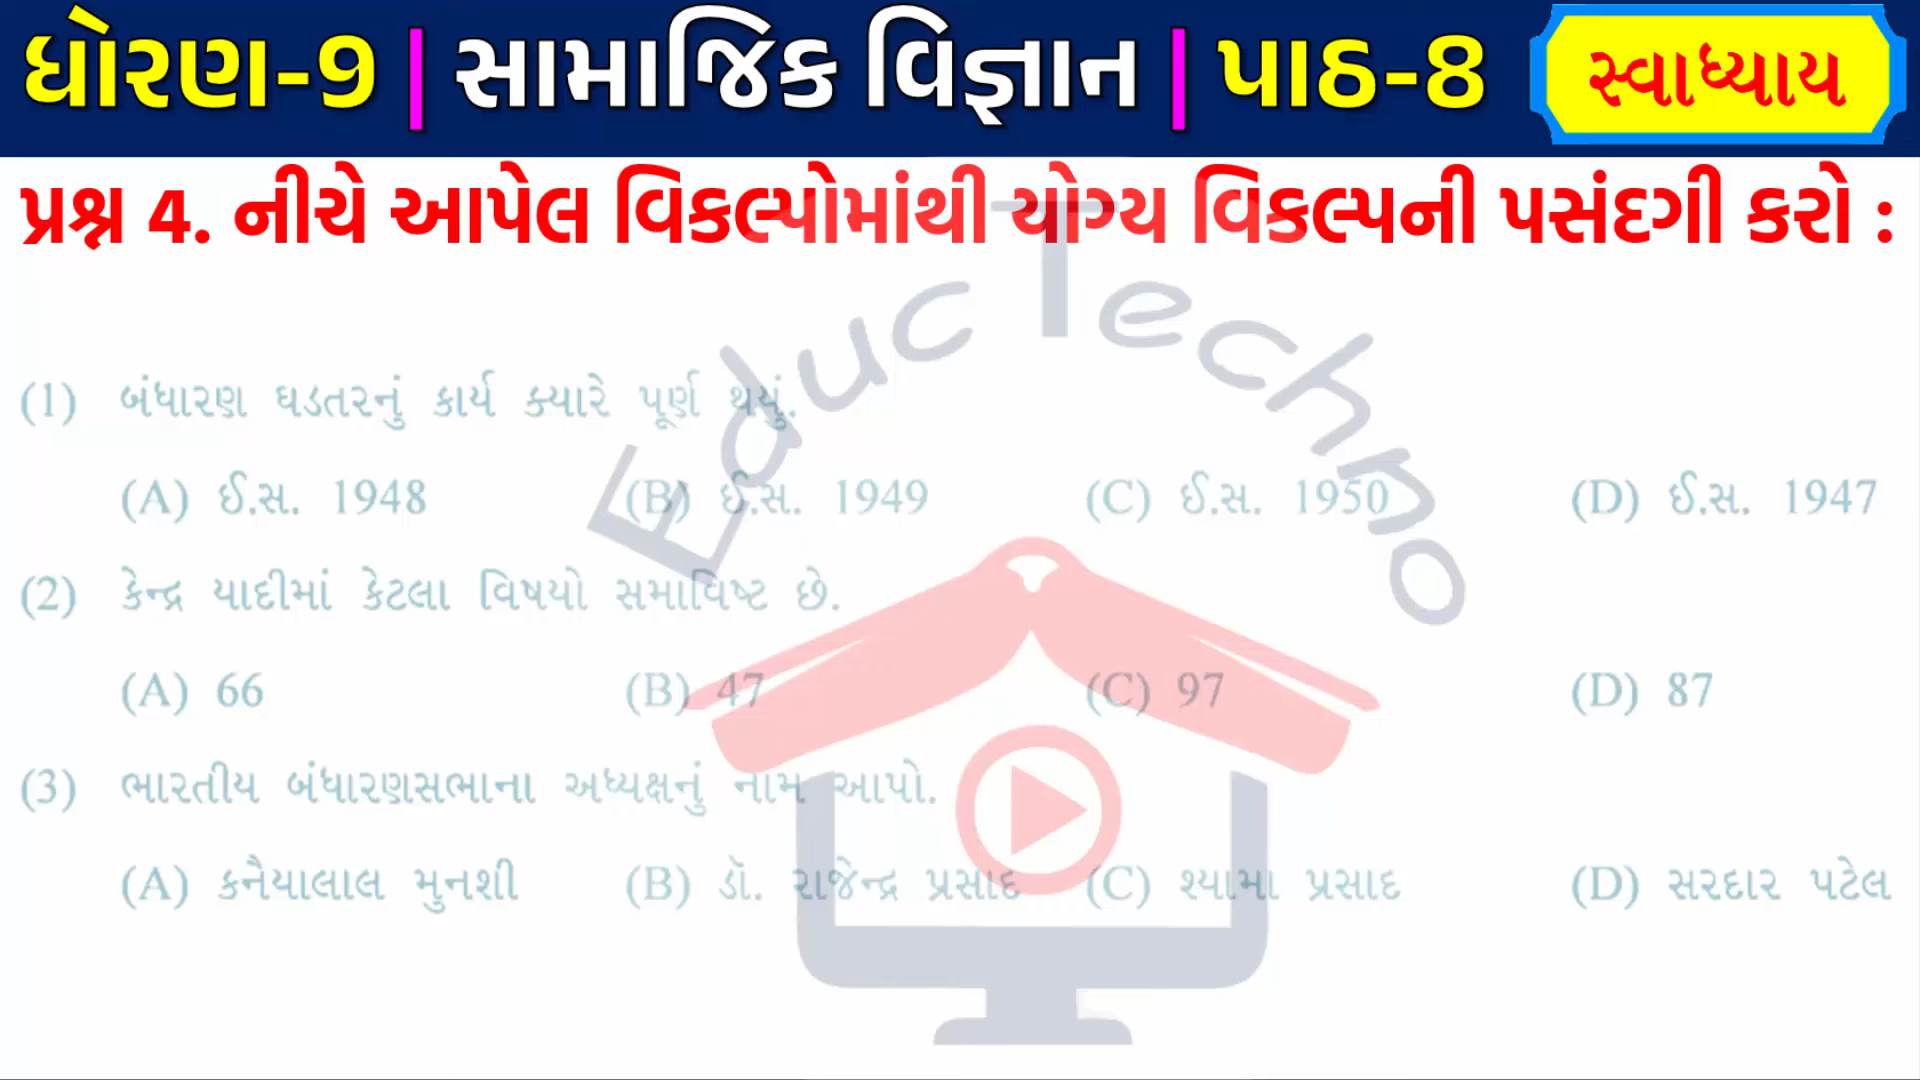 ધોરણ-9 | સામાજિક વિજ્ઞાન | પાઠ-8 સ્વાધ્યાય
પ્રશ્ન 4. નીચે આપેલ વિકલ્પોમાંથી યોગ્ય વિકલ્પની પસંદગી કરો :
EducTechno
(1) બંધારણ ઘડતરનું કાર્ય ક્યારે પૂર્ણ થયું.
(A) ઈ.સ. 1948 (B) ઈ.સ. 1949 (C) ઈ.સ. 1950 (D) ઈ.સ. 1947
(2) કેન્દ્ર યાદીમાં કેટલા વિષયો સમાવિષ્ટ છે.
(A) 66 (B) 47 (C) 97 (D) 87
(3) ભારતીય બંધારણસભાના અધ્યક્ષનું નામ આપો.
(A) કનૈયાલાલ મુનશી (B) ડૉ. રાજેન્દ્ર પ્રસાદ (C) શ્યામા પ્રસાદ (D) સરદાર પટેલ